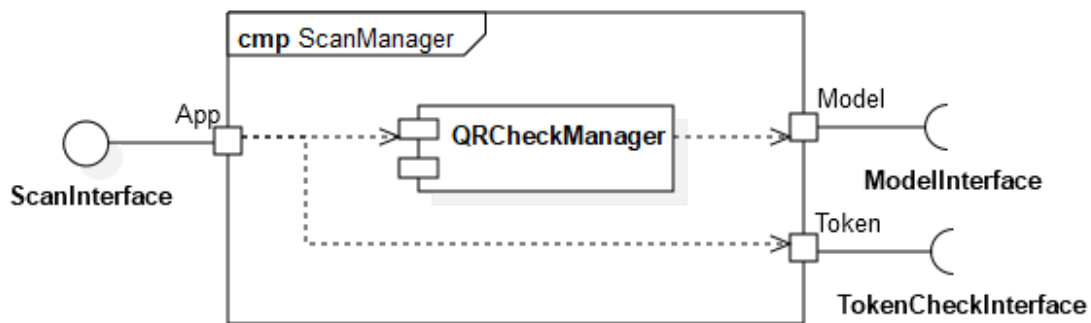 cmp ScanManager
App
Model
QRCheckManager
ScanInterface
ModelInterface
Token
TokenCheckInterface